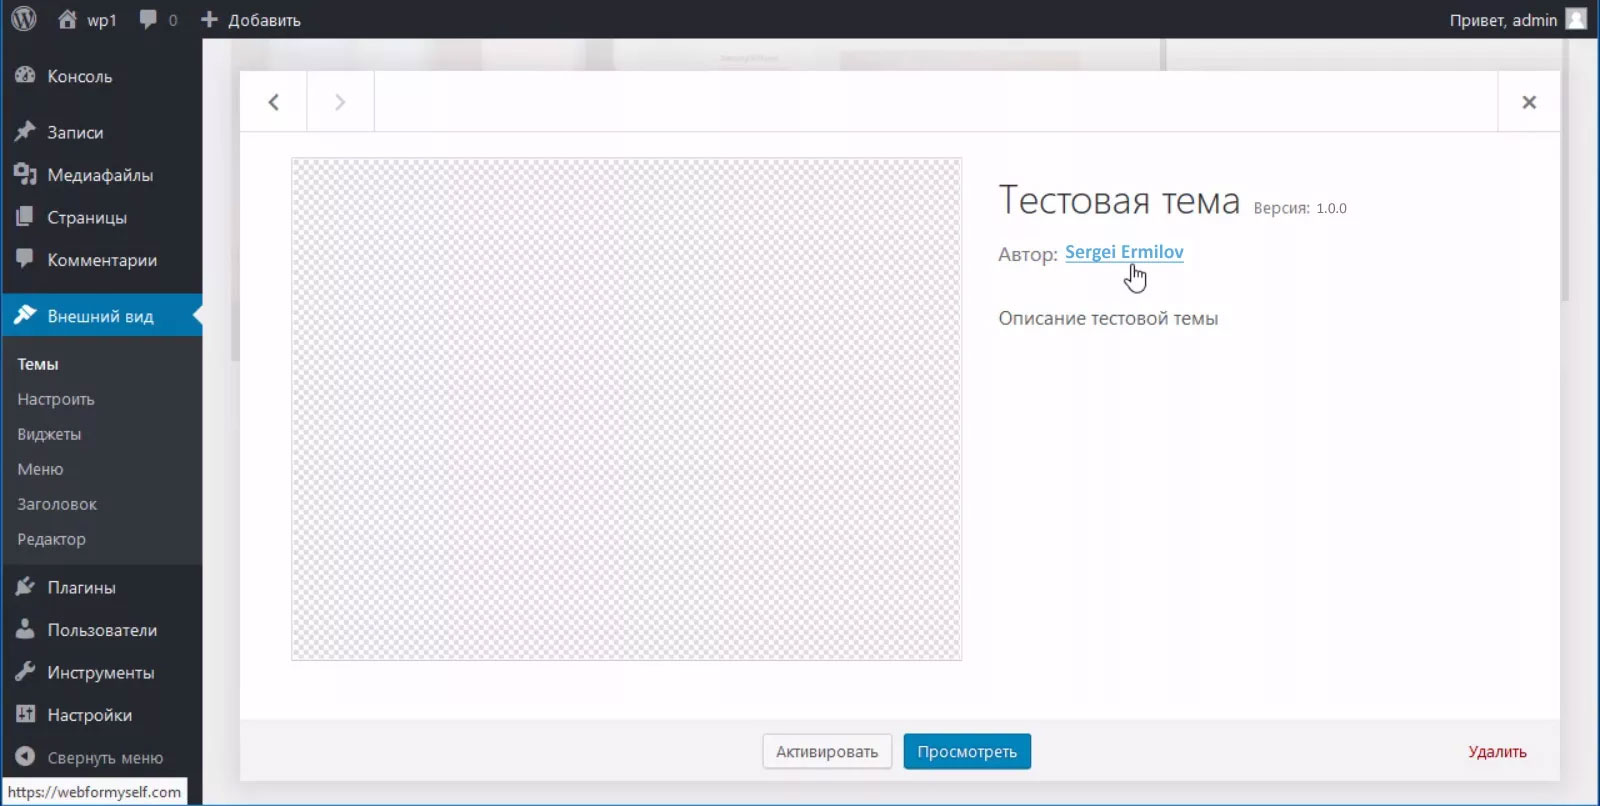 wp1 0 Добавить Привет, admin
Консоль
Записи
Медиафайлы
Страницы
Комментарии
Внешний вид
Темы
Настроить
Виджеты
Меню
Заголовок
Редактор
Плагины
Пользователи
Инструменты
Настройки
Свернуть меню
https://webformyself.com
Тестовая тема Версия: 1.0.0
Автор: Sergei Ermilov
Описание тестовой темы
Активировать Просмотреть Удалить